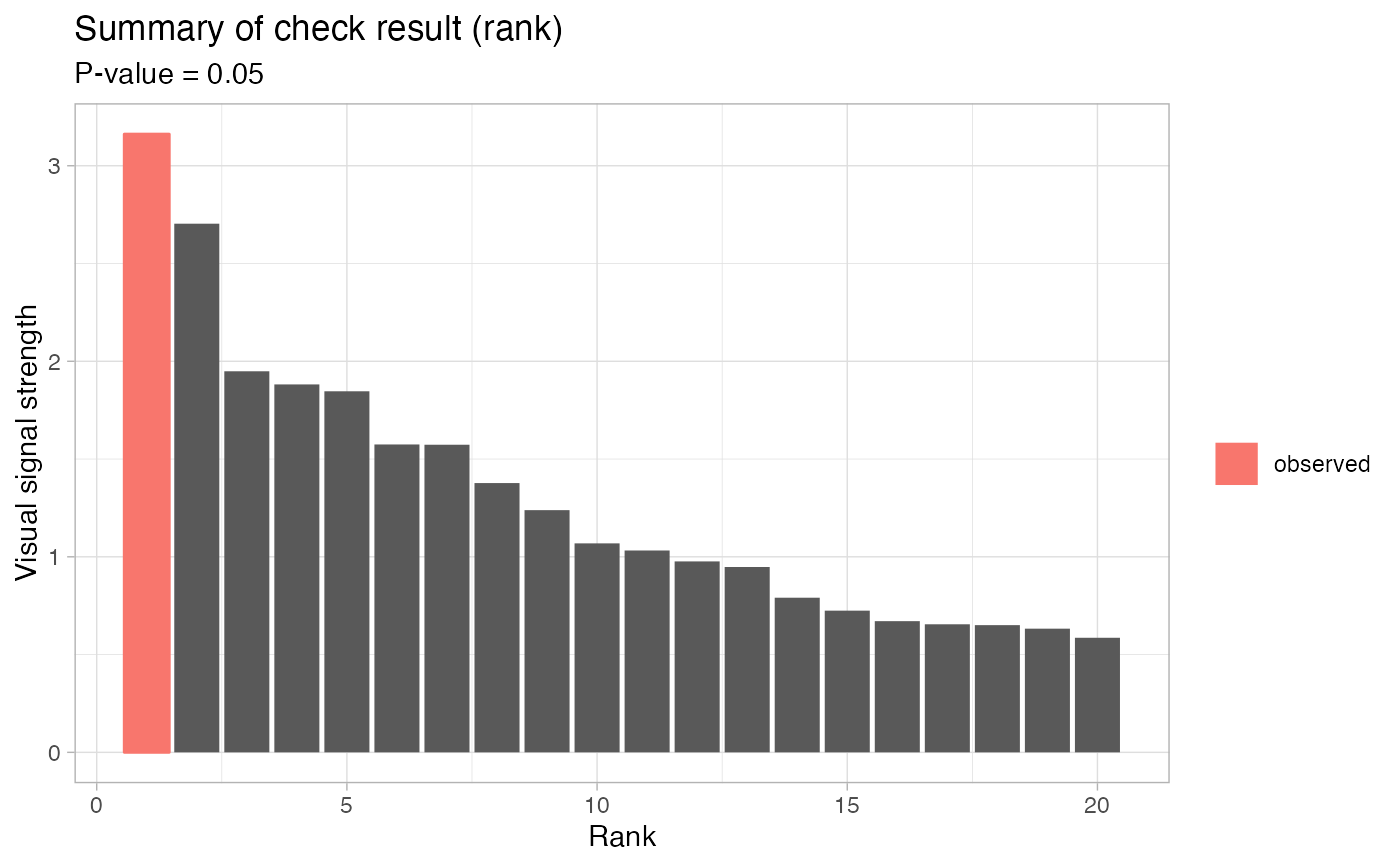 Summary of check result (rank)
P-value = 0.05
Visual signal strength
3
2
1
0
0 5 10 15 20
Rank
observed